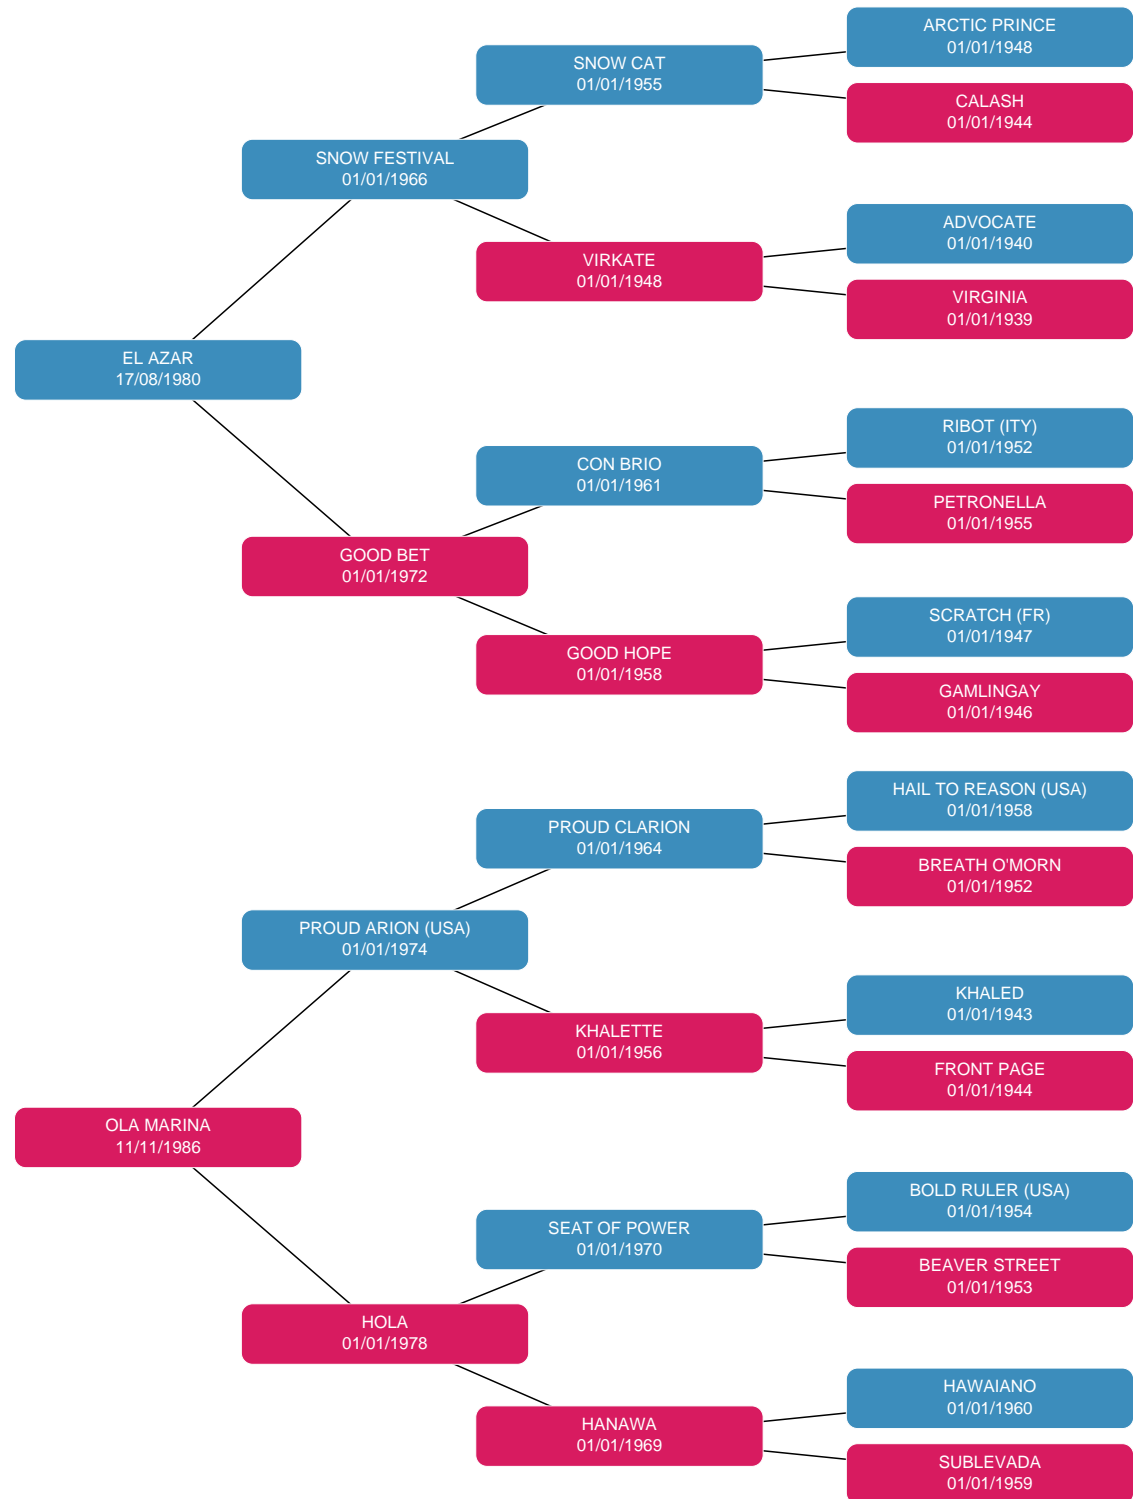 ARCTIC PRINCE
01/01/1948
SNOW CAT
01/01/1955
CALASH
01/01/1944
SNOW FESTIVAL
01/01/1966
ADVOCATE
01/01/1940
VIRKATE
01/01/1948
VIRGINIA
01/01/1939
EL AZAR
17/08/1980
RIBOT (ITY)
01/01/1952
CON BRIO
01/01/1961
PETRONELLA
01/01/1955
GOOD BET
01/01/1972
SCRATCH (FR)
01/01/1947
GOOD HOPE
01/01/1958
GAMLINGAY
01/01/1946
HAIL TO REASON (USA)
01/01/1958
PROUD CLARION
01/01/1964
BREATH O'MORN
01/01/1952
PROUD ARION (USA)
01/01/1974
KHALED
01/01/1943
KHALETTE
01/01/1956
FRONT PAGE
01/01/1944
OLA MARINA
11/11/1986
BOLD RULER (USA)
01/01/1954
SEAT OF POWER
01/01/1970
BEAVER STREET
01/01/1953
HOLA
01/01/1978
HAWAIANO
01/01/1960
HANAWA
01/01/1969
SUBLEVADA
01/01/1959